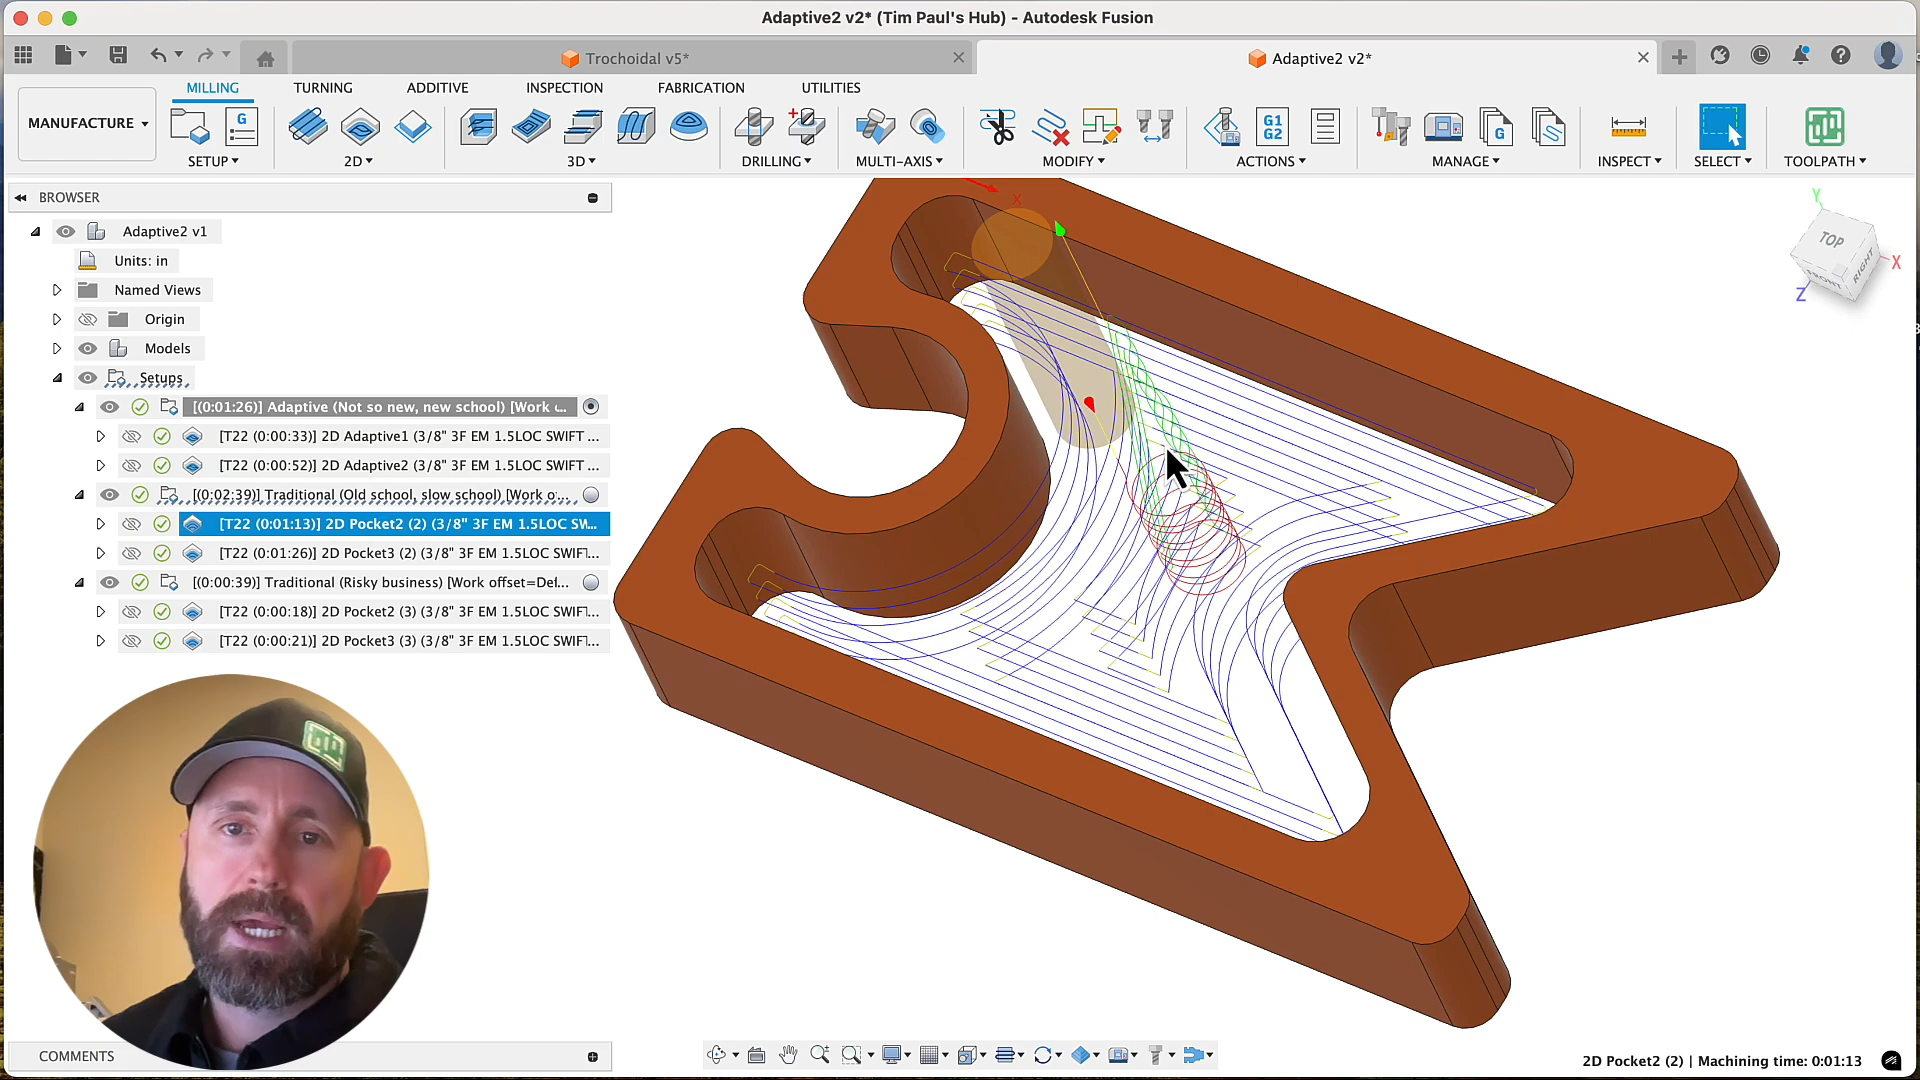 Adaptive2 v2* (Tim Paul's Hub) - Autodesk Fusion
Trochoidal v5*
Adaptive2 v2*
MILLING TURNING ADDITIVE INSPECTION FABRICATION UTILITIES
MANUFACTURE
G
G1
G2
G
SETUP 2D 3D DRILLING MULTI-AXIS MODIFY ACTIONS MANAGE INSPECT SELECT TOOLPATH
BROWSER
Adaptive2 v1
Units: in
Named Views
Origin
Models
Setups
[(0:01:26)] Adaptive (Not so new, new school) [Work o...
[T22 (0:00:33)] 2D Adaptive1 (3/8" 3F EM 1.5LOC SWIFT ...
[T22 (0:00:52)] 2D Adaptive2 (3/8" 3F EM 1.5LOC SWIFT ...
[(0:02:39)] Traditional (Old school, slow school) [Work o...
[T22 (0:01:13)] 2D Pocket2 (2) (3/8" 3F EM 1.5LOC SW...
[T22 (0:01:26)] 2D Pocket3 (2) (3/8" 3F EM 1.5LOC SWIFT...
[(0:00:39)] Traditional (Risky business) [Work offset=Def...
[T22 (0:00:18)] 2D Pocket2 (3) (3/8" 3F EM 1.5LOC SWIFT...
[T22 (0:00:21)] 2D Pocket3 (3) (3/8" 3F EM 1.5LOC SWIFT...
X
Y
TOP
FRONT
RIGHT
X
Z
COMMENTS
2D Pocket2 (2) | Machining time: 0:01:13